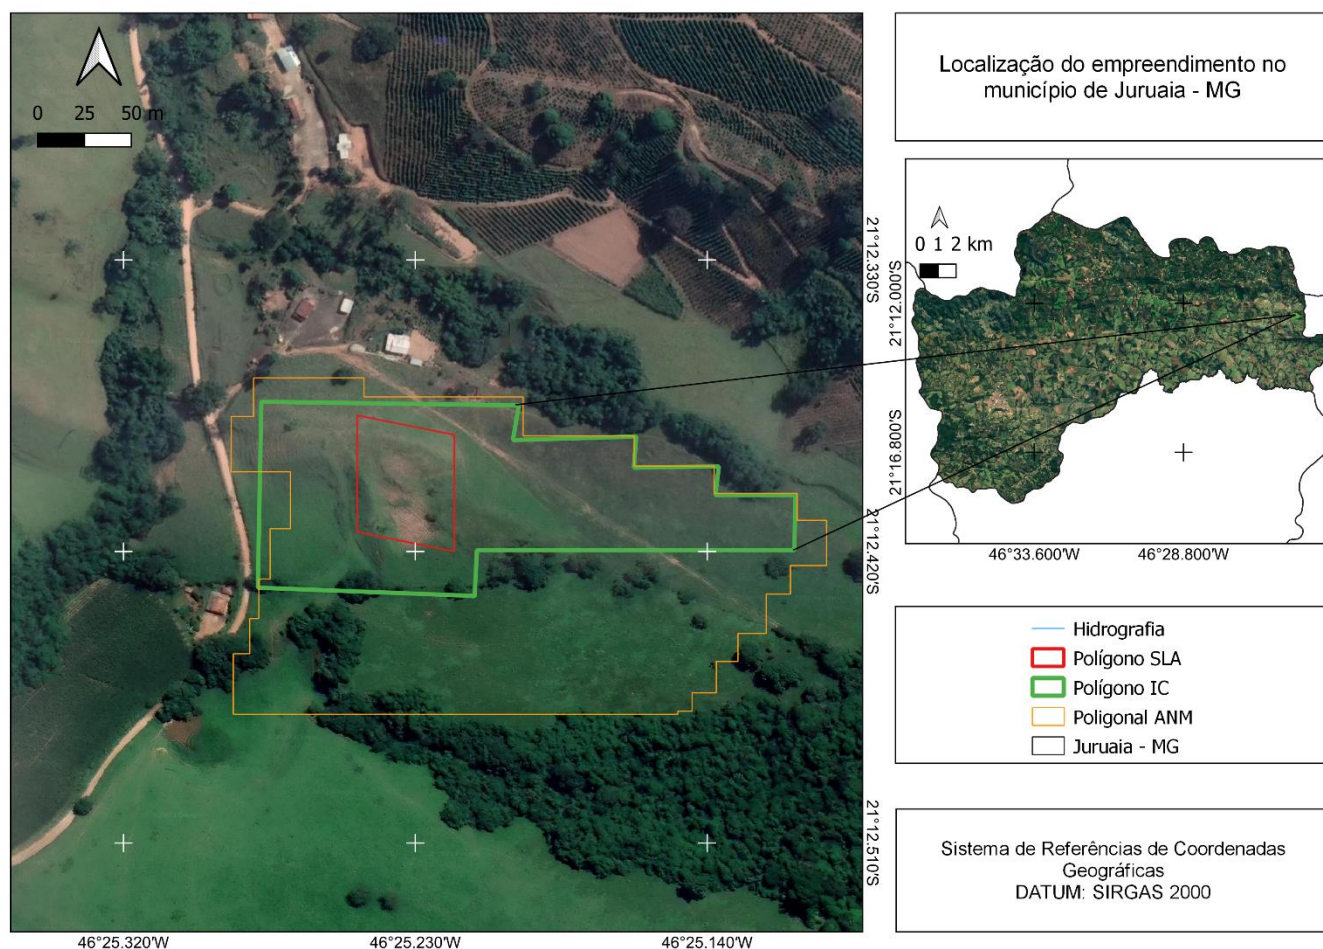 0 25 50 m
Localização do empreendimento no
município de Juruaia - MG
0 1 2 km
21°12.330'S
21°12.420'S
21°12.510'S
46°25.320'W
46°25.230'W
46°25.140'W
21°12.000'S
21°16.800'S
46°33.600'W
46°28.800'W
Hidrografia
Polígono SLA
Polígono IC
Poligonal ANM
Juruaia - MG
Sistema de Referências de Coordenadas
Geográficas
DATUM: SIRGAS 2000